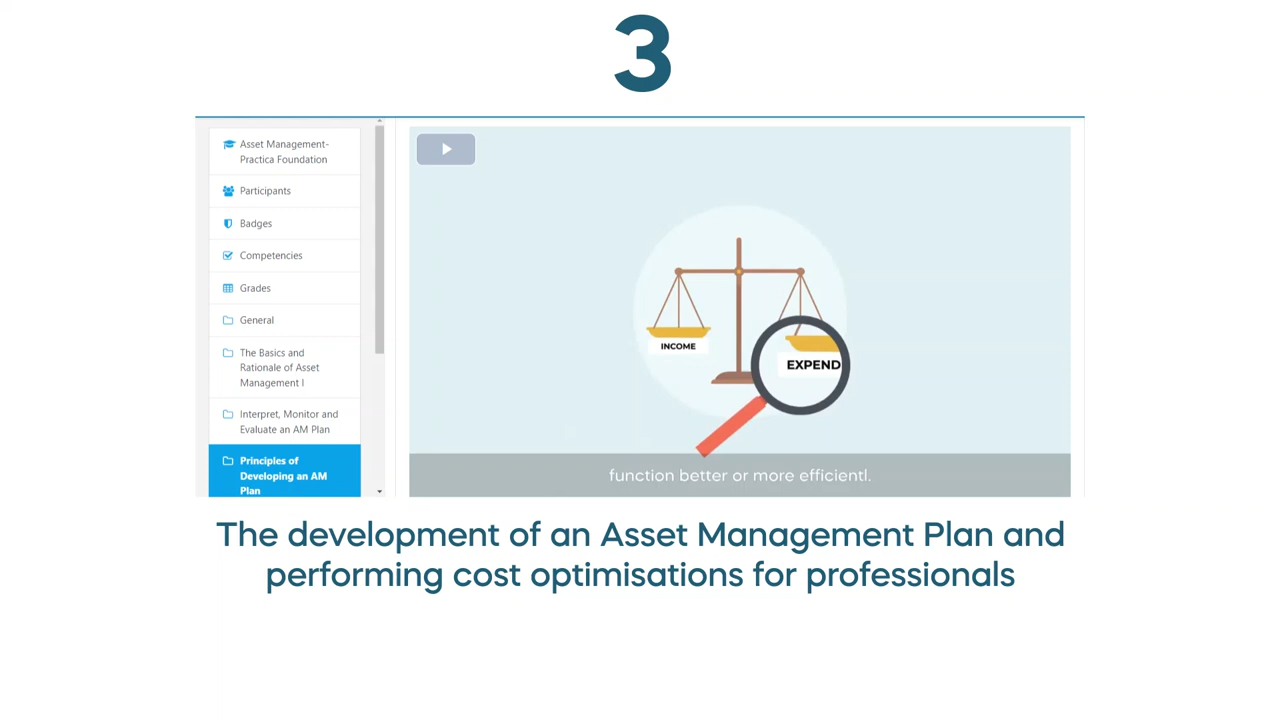 3
Asset Management-
Practica Foundation
Participants
Badges
Competencies
Grades
General
The Basics and
Rationale of Asset
Management I
Interpret, Monitor and
Evaluate an AM Plan
Principles of
Developing an AM
Plan
INCOME
EXPEND
function better or more efficientl.
The development of an Asset Management Plan and
performing cost optimisations for professionals